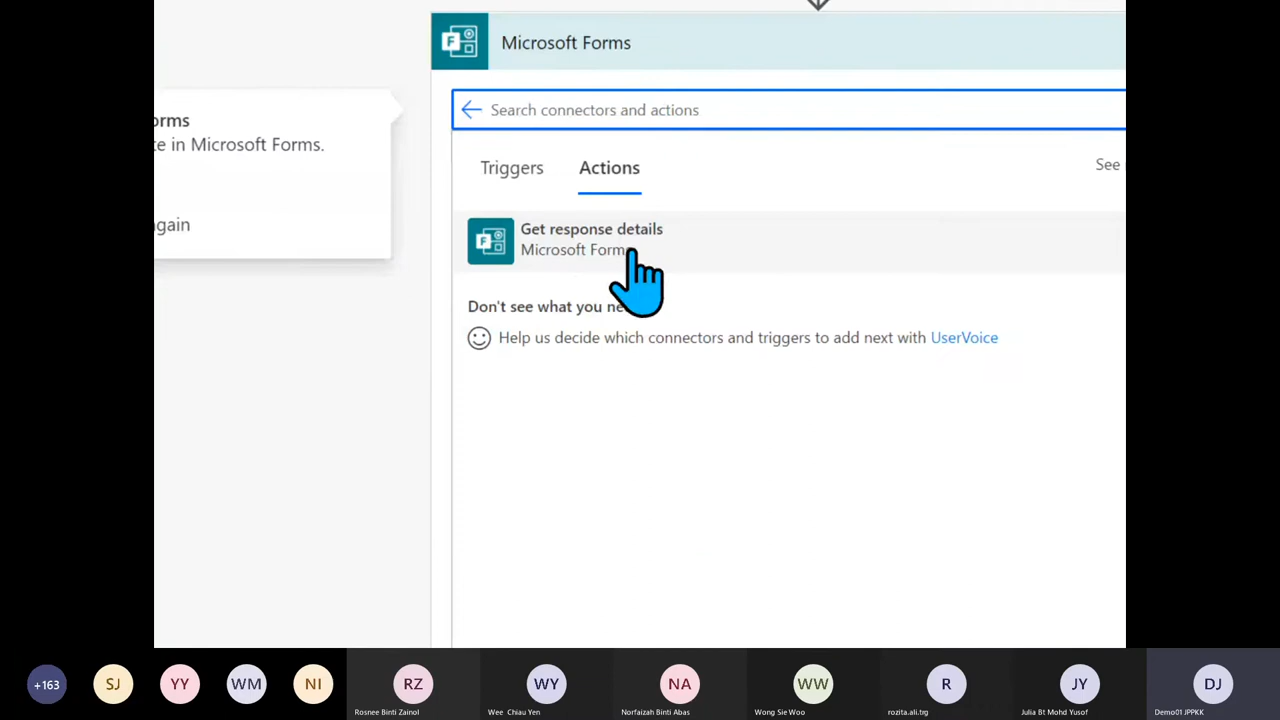 Microsoft Forms
Search connectors and actions
orms
te in Microsoft Forms.
gain
Triggers
Actions
See
Get response details
Microsoft Forms
Don't see what you ne
Help us decide which connectors and triggers to add next with UserVoice
+163
SJ
YY
WM
NI
RZ
WY
NA
WW
R
JY
DJ
Rosnee Binti Zainol
Wee Chiau Yen
Norfaizah Binti Abas
Wong Sie Woo
rozita.ali.trg
Julia Bt Mohd Yusof
Demo01 JPPKK